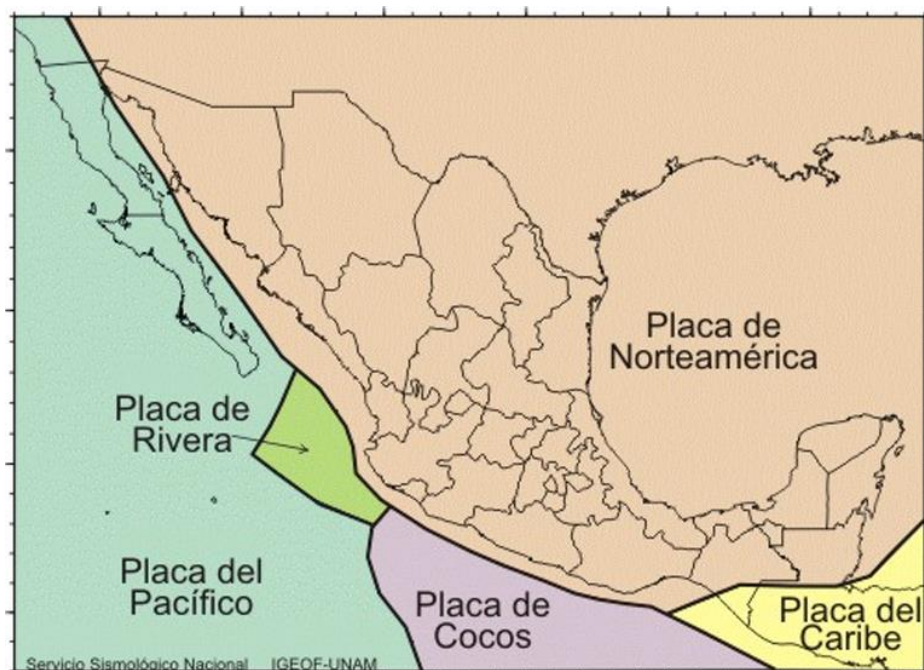 Placa de
Norteamérica
Placa de
Rivera
Placa del
Pacífico
Placa de
Cocos
Placa del
Caribe
Servicio Sismológico Nacional IGEOF-UNAM